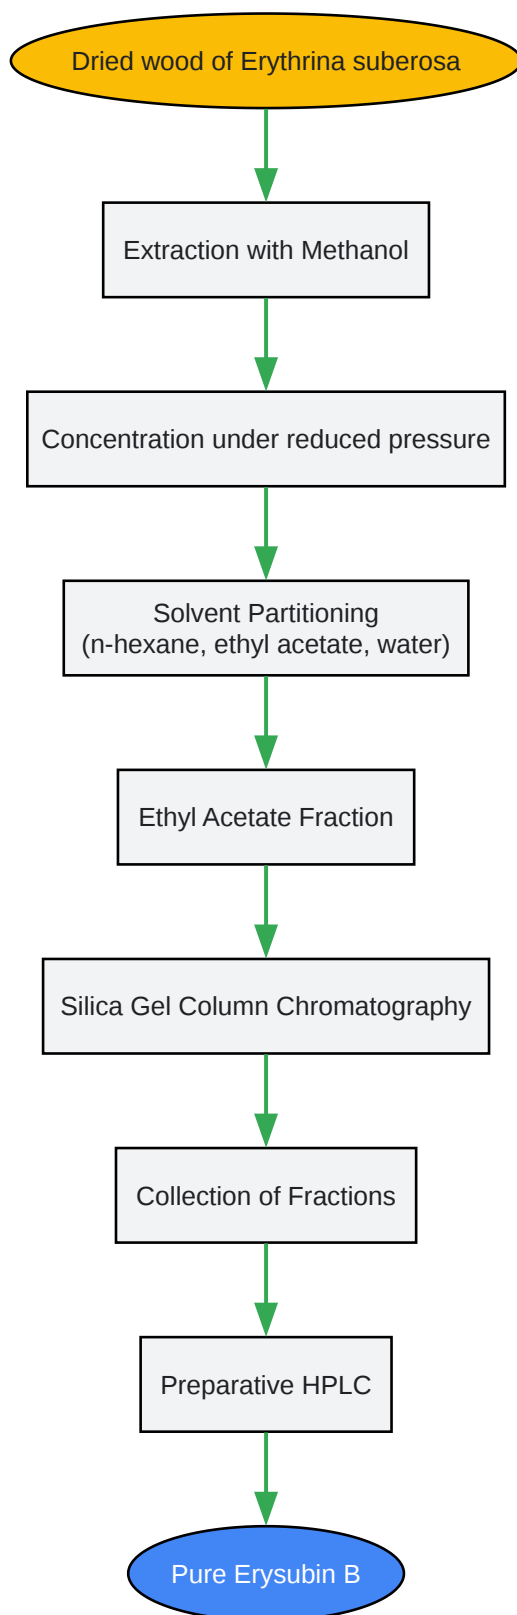 Dried wood of Erythrina suberosa
Extraction with Methanol
Concentration under reduced pressure
Solvent Partitioning
(n-hexane, ethyl acetate, water)
Ethyl Acetate Fraction
Silica Gel Column Chromatography
Collection of Fractions
Preparative HPLC
Pure Erysubin B